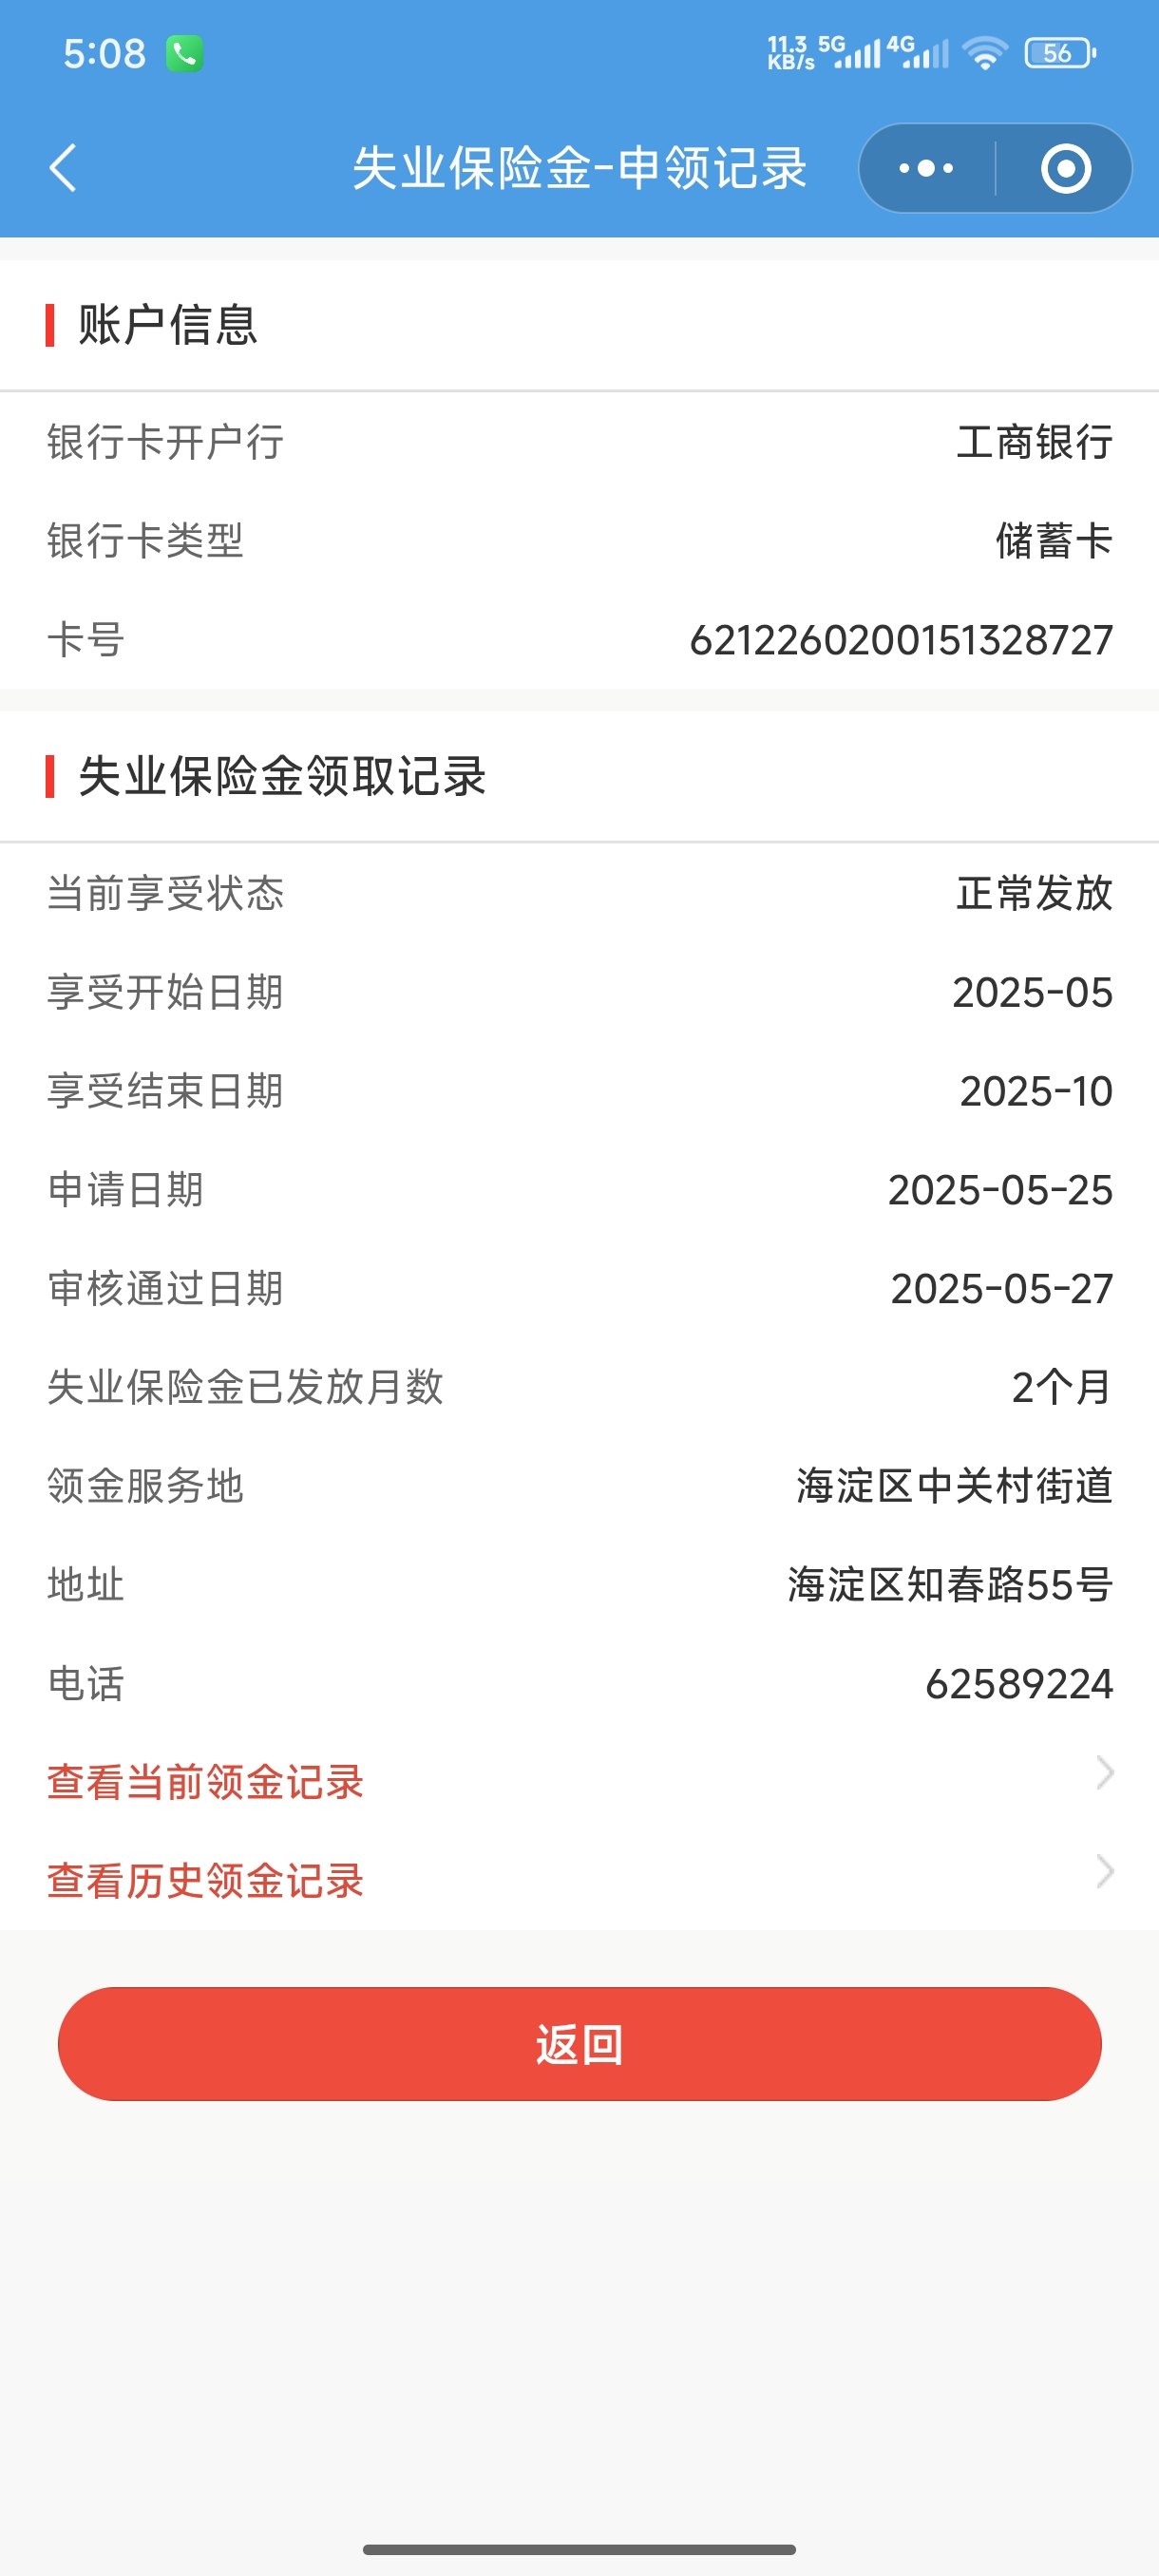 5:08
11.3 KB/s 5G 4G 56
失业保险金-申领记录
账户信息
银行卡开户行 工商银行
银行卡类型 储蓄卡
卡号 6212260200151328727
失业保险金领取记录
当前享受状态 正常发放
享受开始日期 2025-05
享受结束日期 2025-10
申请日期 2025-05-25
审核通过日期 2025-05-27
失业保险金已发放月数 2个月
领金服务地 海淀区中关村街道
地址 海淀区知春路55号
电话 62589224
查看当前领金记录
查看历史领金记录
返回